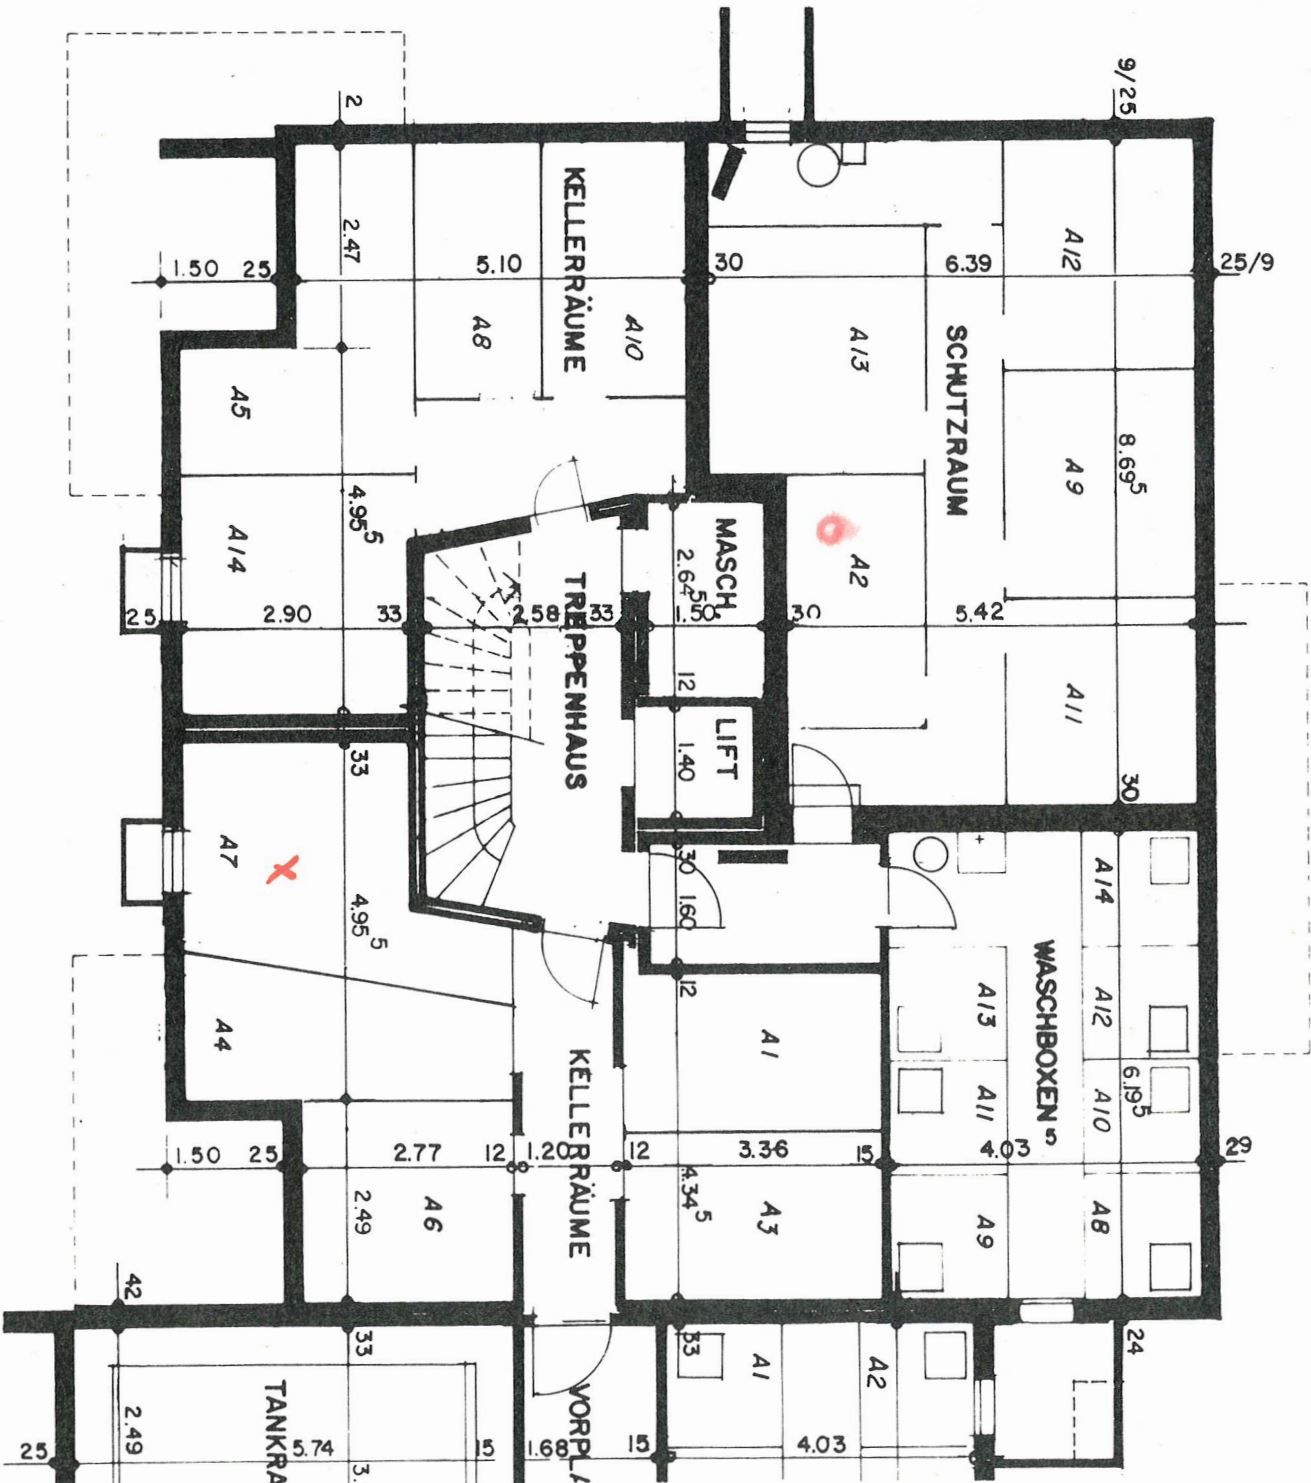 9/25
2
KELLERRÄUME
2.47
A12
1.50
25
5.10
30
6.39
25/9
A8
A10
A13
SCHUTZRAUM
A5
8.69⁵
A9
4.95⁵
A14
MASCH.
2.64⁵
A2
TREPPENHAUS
25
2.90
33
2.58
33
1.50
30
5.42
12
A11
LIFT
1.40
33
30
A7
x
30
A14
1.60
4.95⁵
WASCHBOXEN
12
A13
A12
A4
A1
KELLERRÄUME
A11
A10
6.19⁵
1.50
25
2.77
12
1.20
12
3.36
15
4.03
29
2.49
A6
4.34⁵
A3
A9
A8
42
33
33
A1
A2
24
TANKRA
VORPLA
2.49
25
5.74
15
1.68
15
4.03
3.